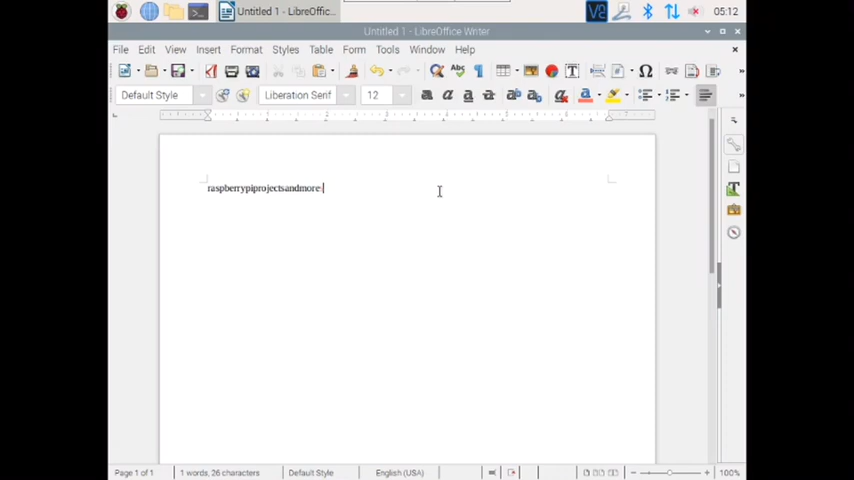 Untitled 1 - LibreOffic...
05:12
Untitled 1 - LibreOffice Writer
File Edit View Insert Format Styles Table Form Tools Window Help
Default Style Liberation Serif 12
raspberrypiprojectsandmore
Page 1 of 1 1 words, 26 characters Default Style English (USA) 100%